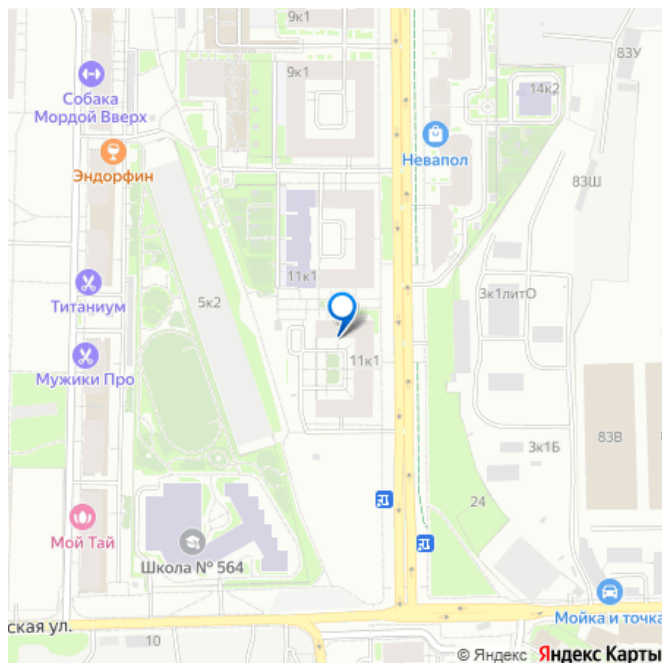 9к1
83У
9к1
14к2
Собака
Мордой Вверх
Невапол
Эндорфин
83Ш
11к1
5к2
3к1литО
Титаниум
11к1
Мужики Про
83В
3к1Б
24
Мой Тай
Школа № 564
ская ул.
Мойка и точка
10
© Яндекс Яндекс Карты